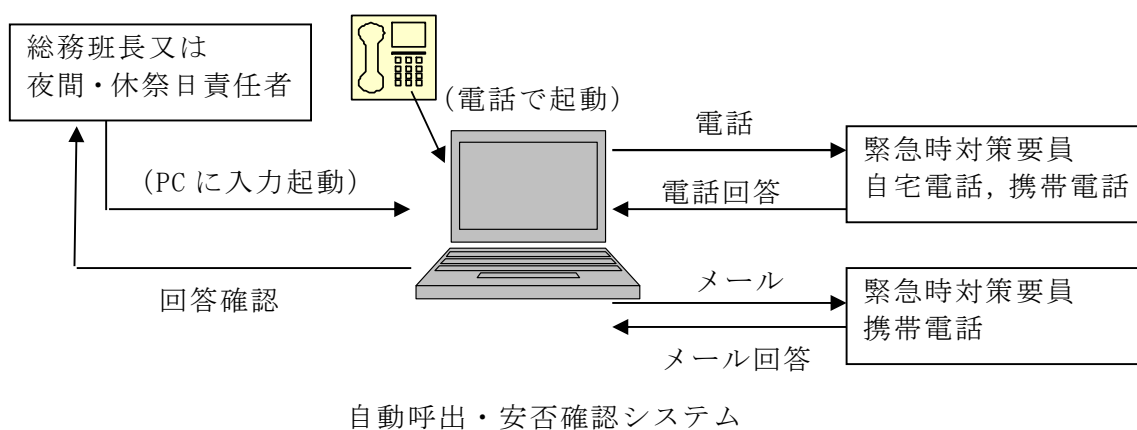 総務班長又は
夜間・休祭日責任者
(電話で起動)
(PCに入力起動)
回答確認
電話
電話回答
緊急時対策要員
自宅電話,携帯電話
メール
メール回答
緊急時対策要員
携帯電話
自動呼出・安否確認システム